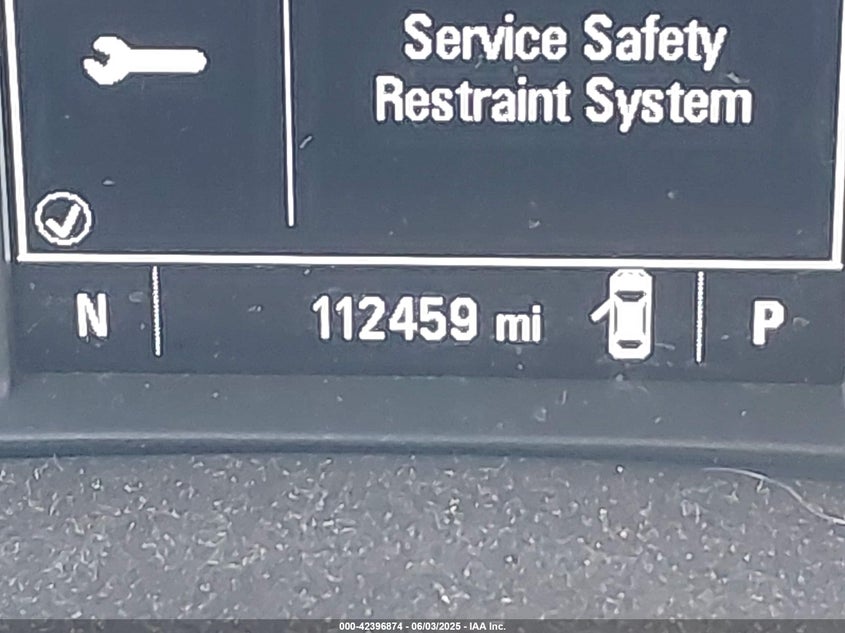 Service Safety
Restraint System
N
112459 mi
P
000-42396874 - 06/03/2025 - IAA Inc.